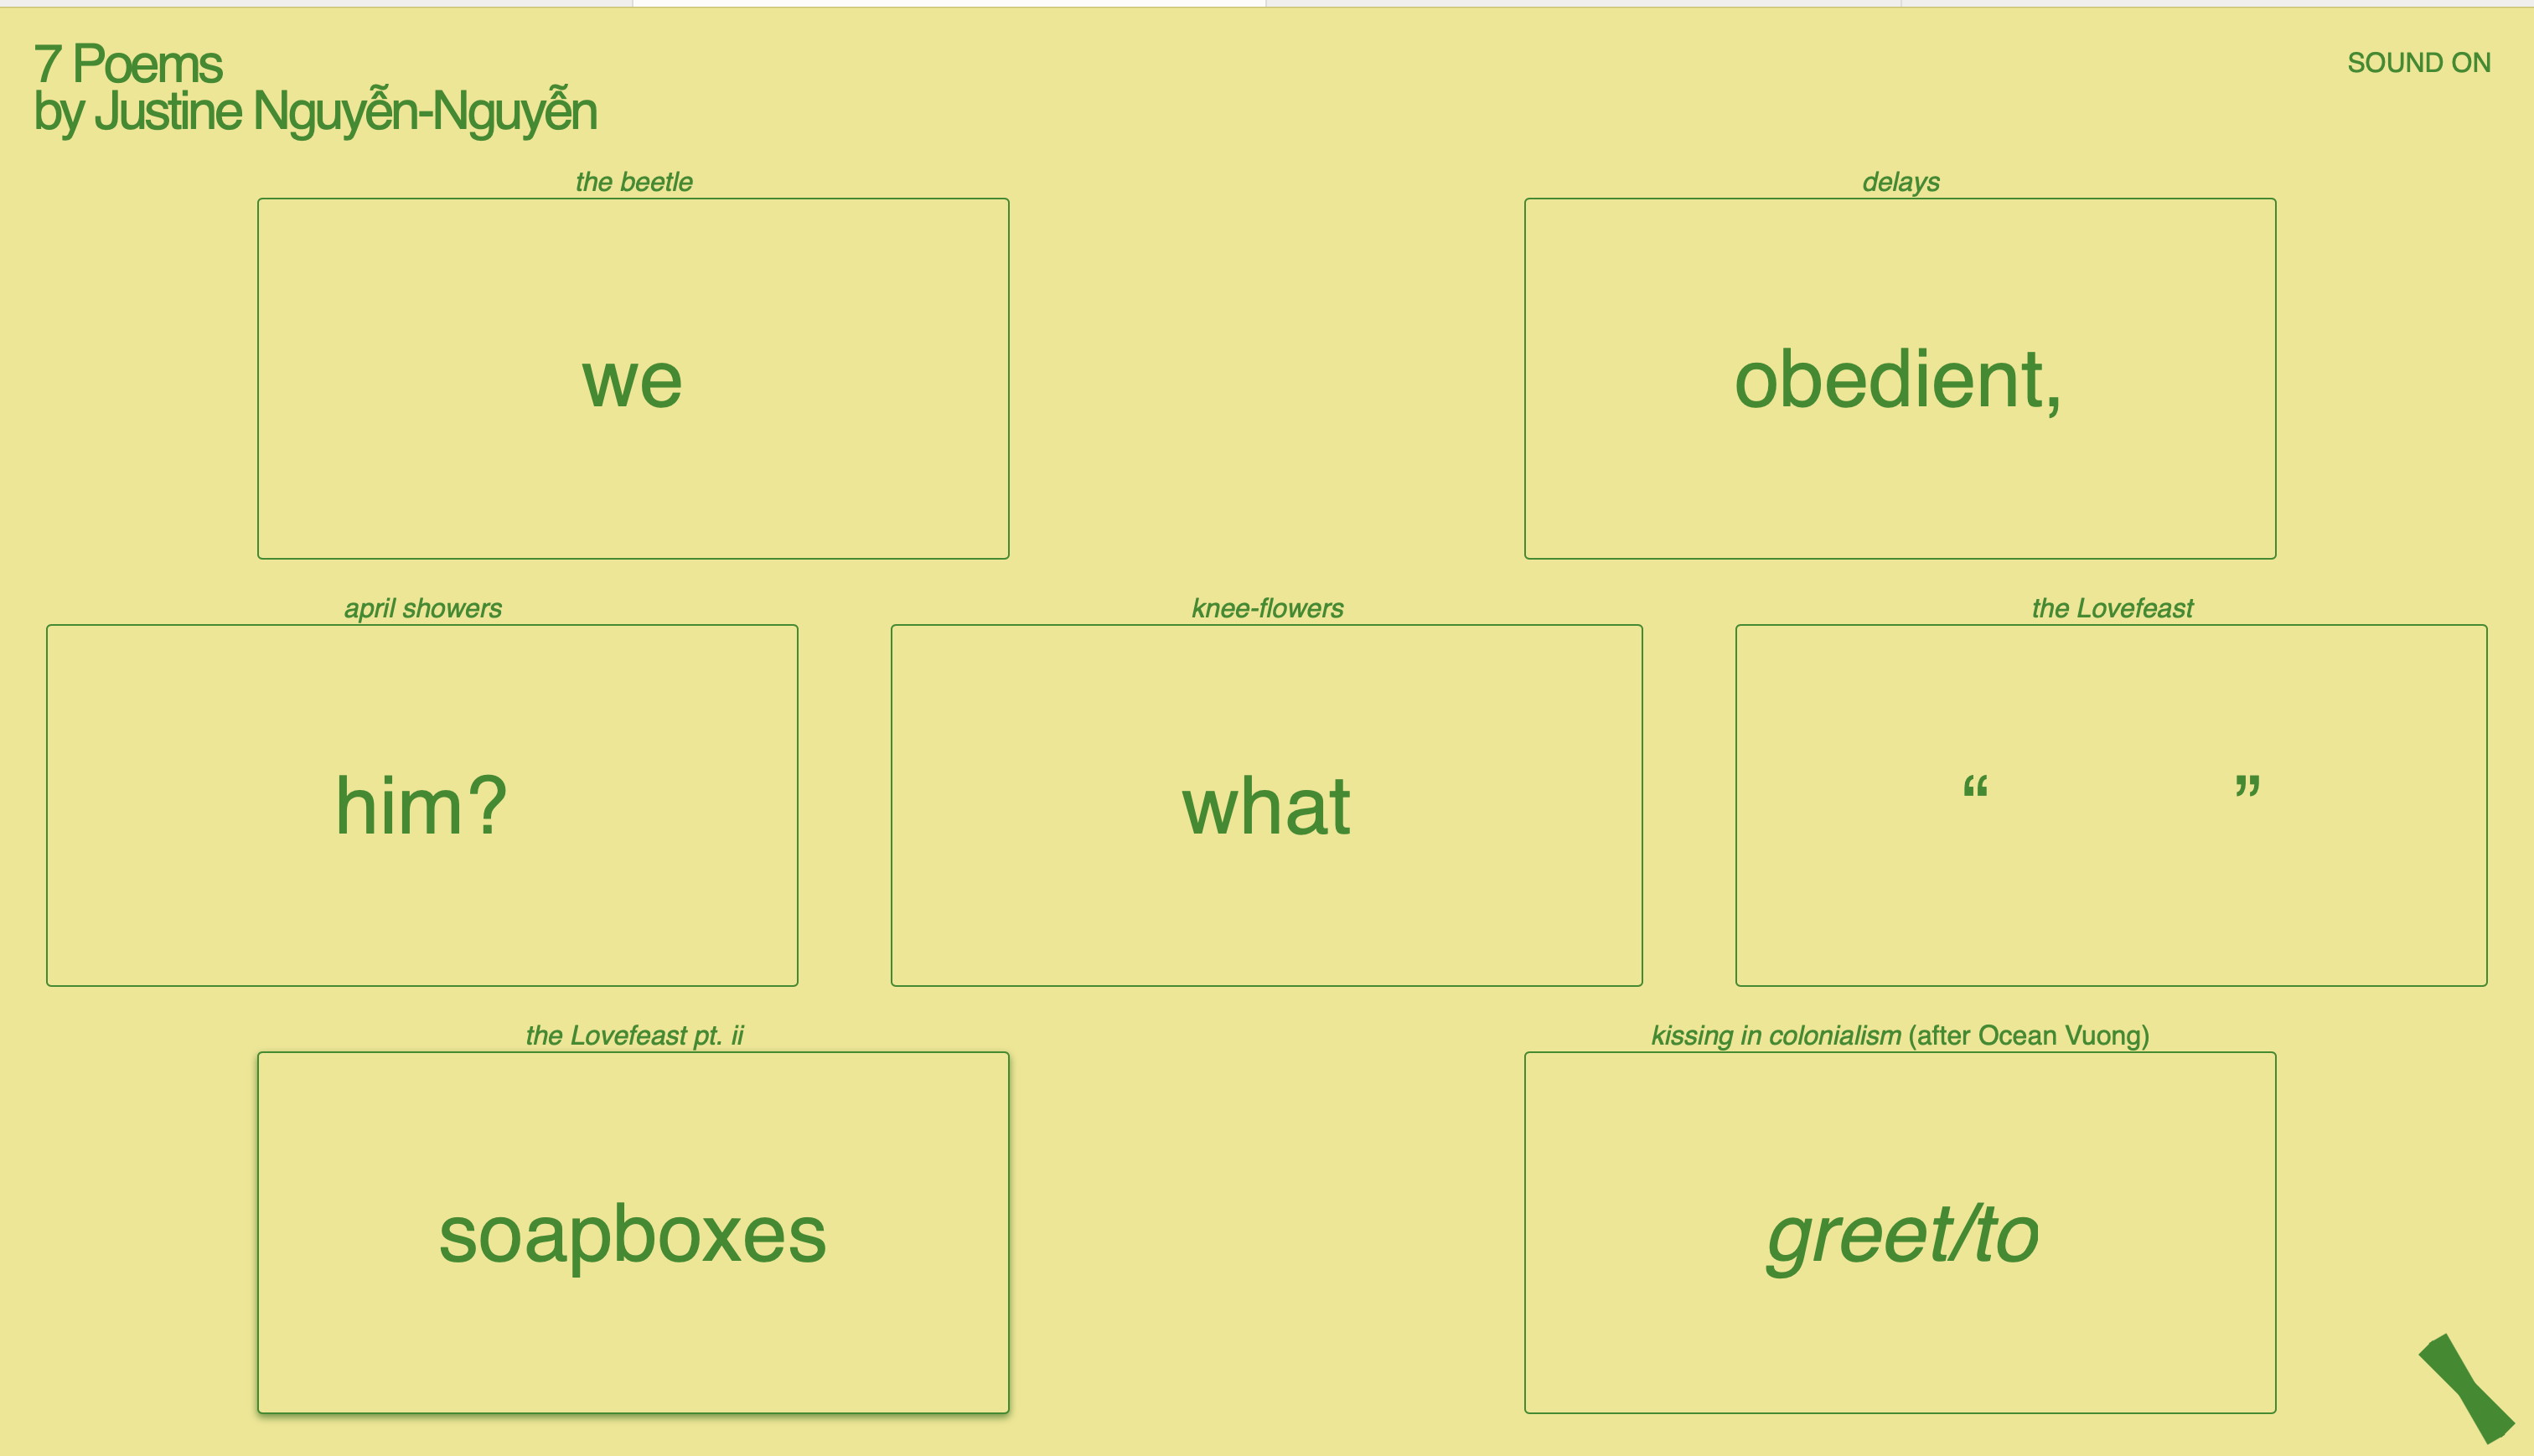 7 Poems
by Justine Nguyễn-Nguyễn
SOUND ON
the beetle
we
delays
obedient,
april showers
him?
knee-flowers
what
the Lovefeast
“ ”
the Lovefeast pt. ii
soapboxes
kissing in colonialism (after Ocean Vuong)
greet/to